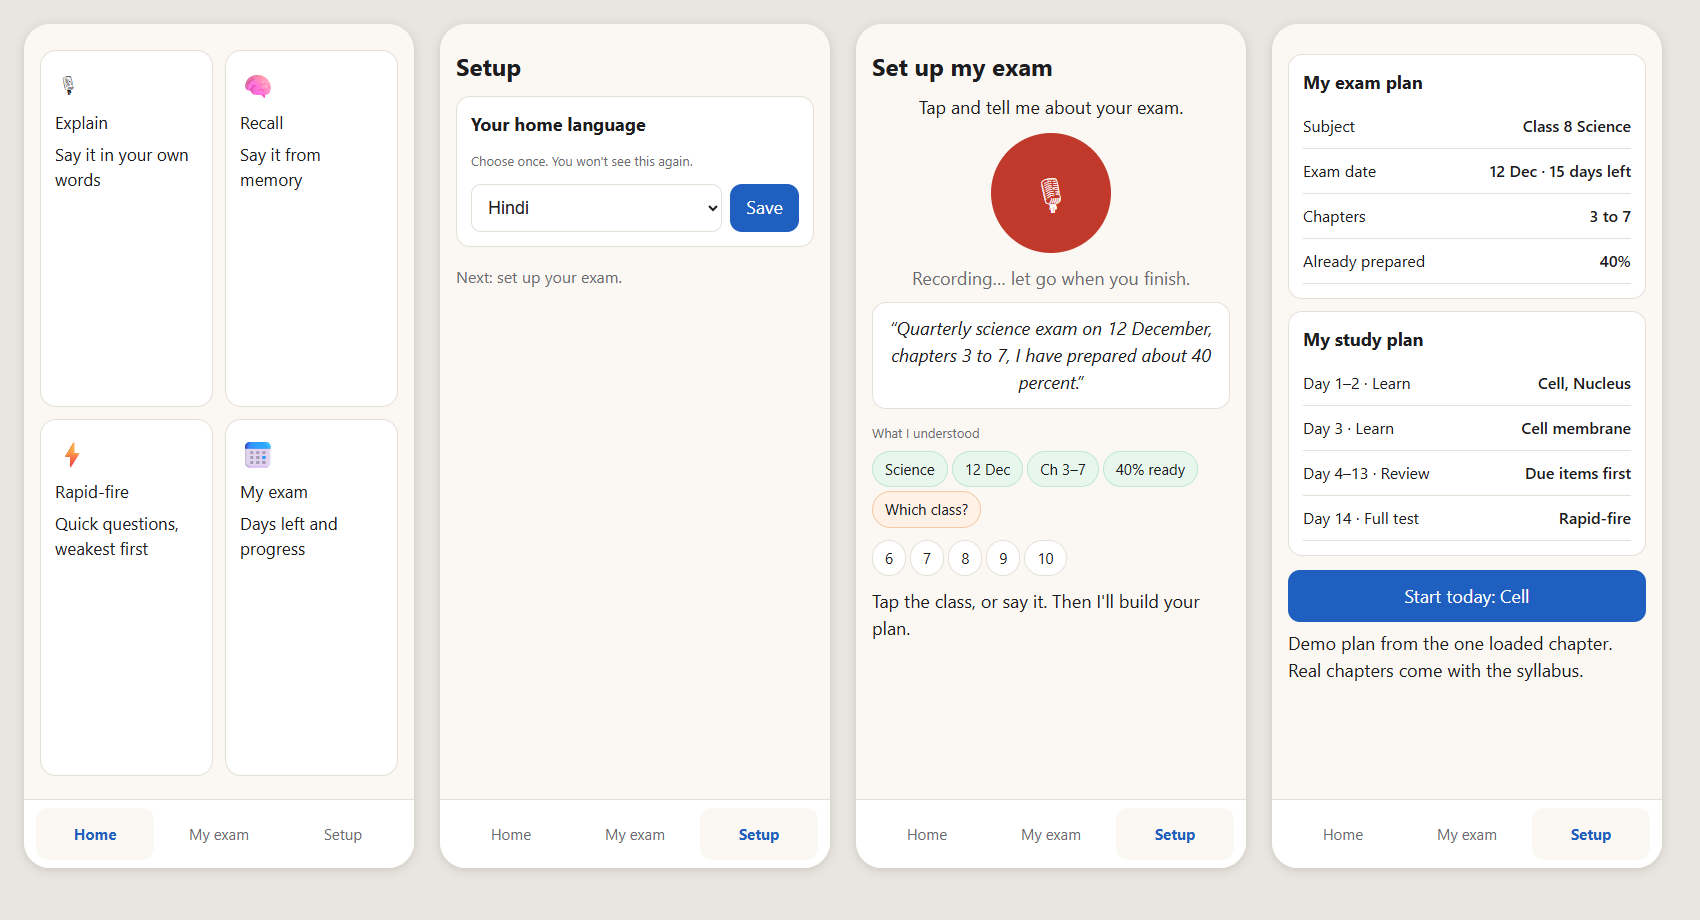 Explain
Say it in your own
words
Recall
Say it from
memory
Rapid-fire
Quick questions,
weakest first
My exam
Days left and
progress
Home My exam Setup
Setup
Your home language
Choose once. You won't see this again.
Hindi Save
Next: set up your exam.
Home My exam Setup
Set up my exam
Tap and tell me about your exam.
Recording... let go when you finish.
“Quarterly science exam on 12 December,
chapters 3 to 7, I have prepared about 40
percent.”
What I understood
Science 12 Dec Ch 3–7 40% ready
Which class?
6 7 8 9 10
Tap the class, or say it. Then I'll build your
plan.
Home My exam Setup
My exam plan
Subject Class 8 Science
Exam date 12 Dec · 15 days left
Chapters 3 to 7
Already prepared 40%
My study plan
Day 1–2 · Learn Cell, Nucleus
Day 3 · Learn Cell membrane
Day 4–13 · Review Due items first
Day 14 · Full test Rapid-fire
Start today: Cell
Demo plan from the one loaded chapter.
Real chapters come with the syllabus.
Home My exam Setup